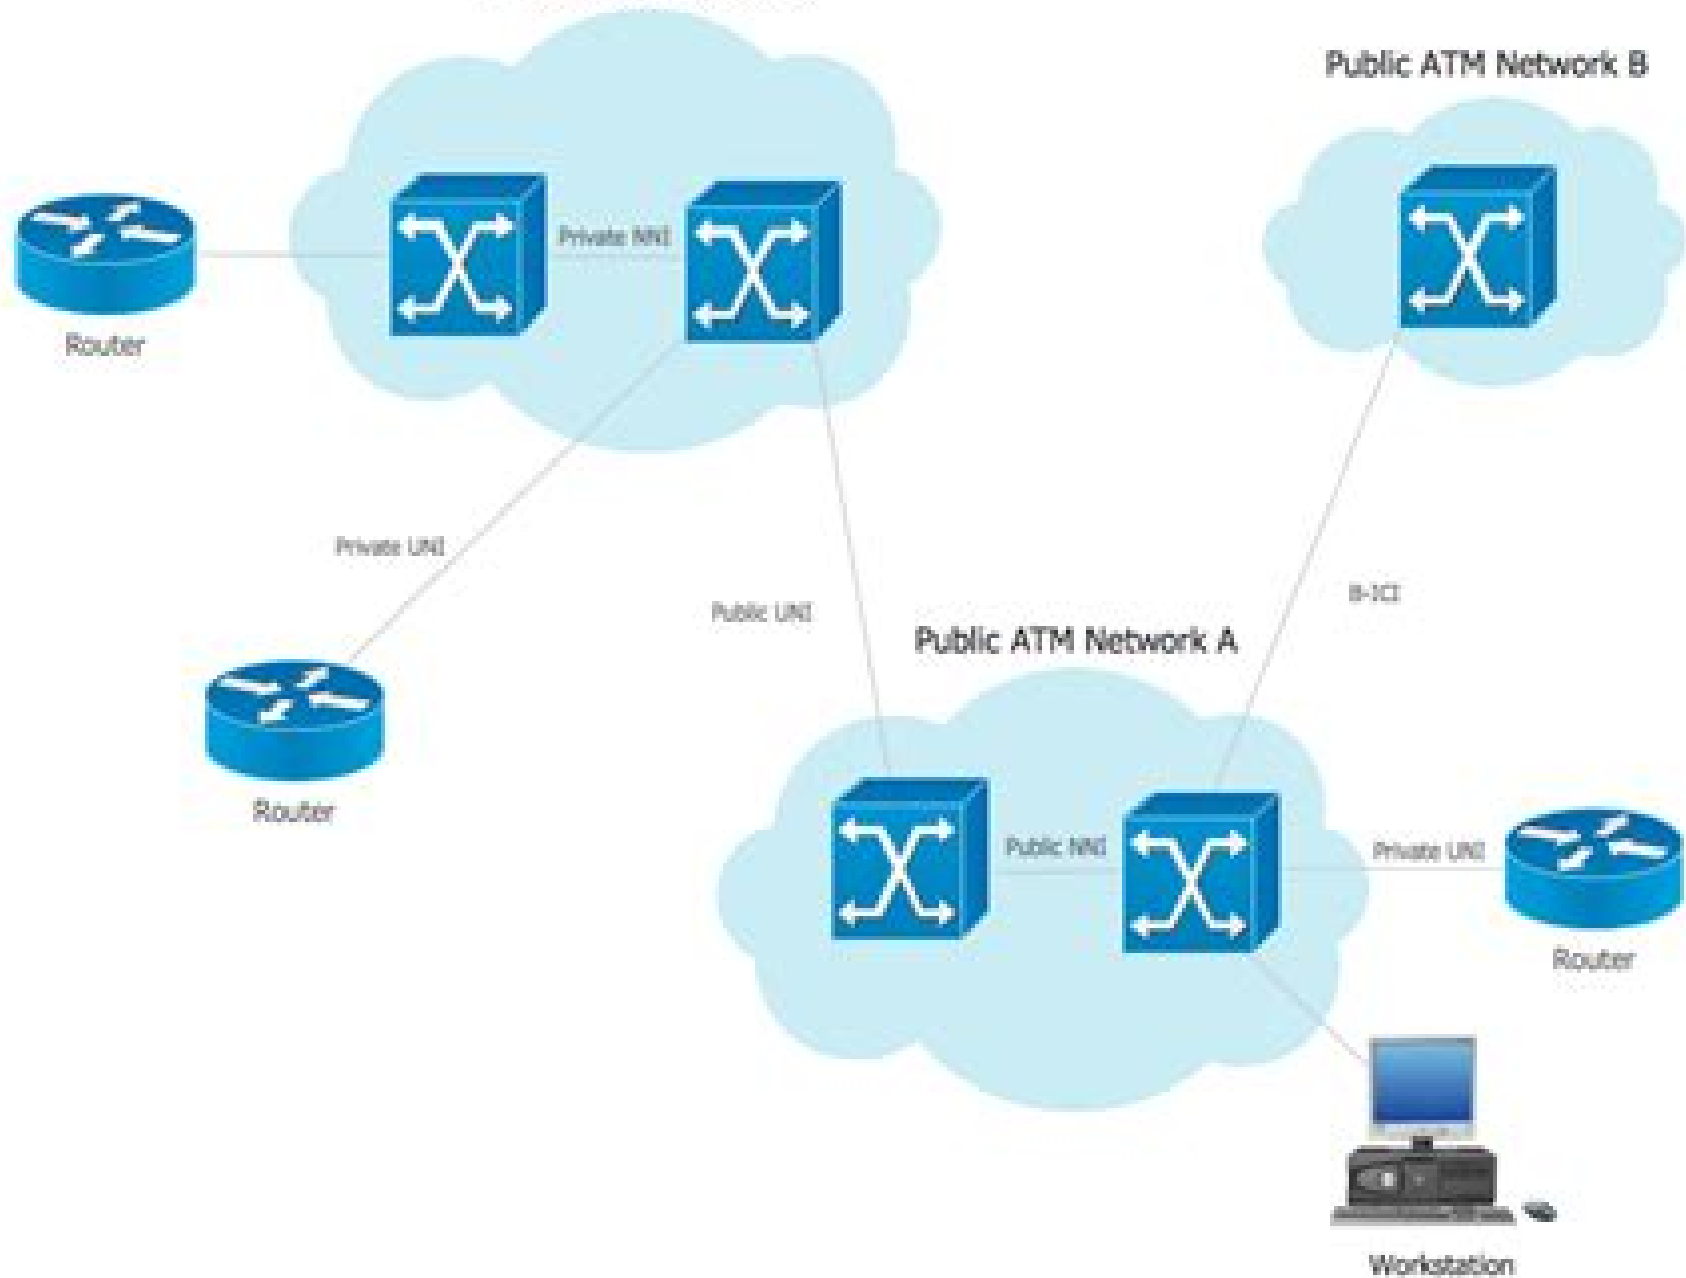 Public ATM Network B
Private NNI
Router
Private UNI
B-ICI
Public UNI
Public ATM Network A
Router
Public NNI
Private UNI
Router
Workstation